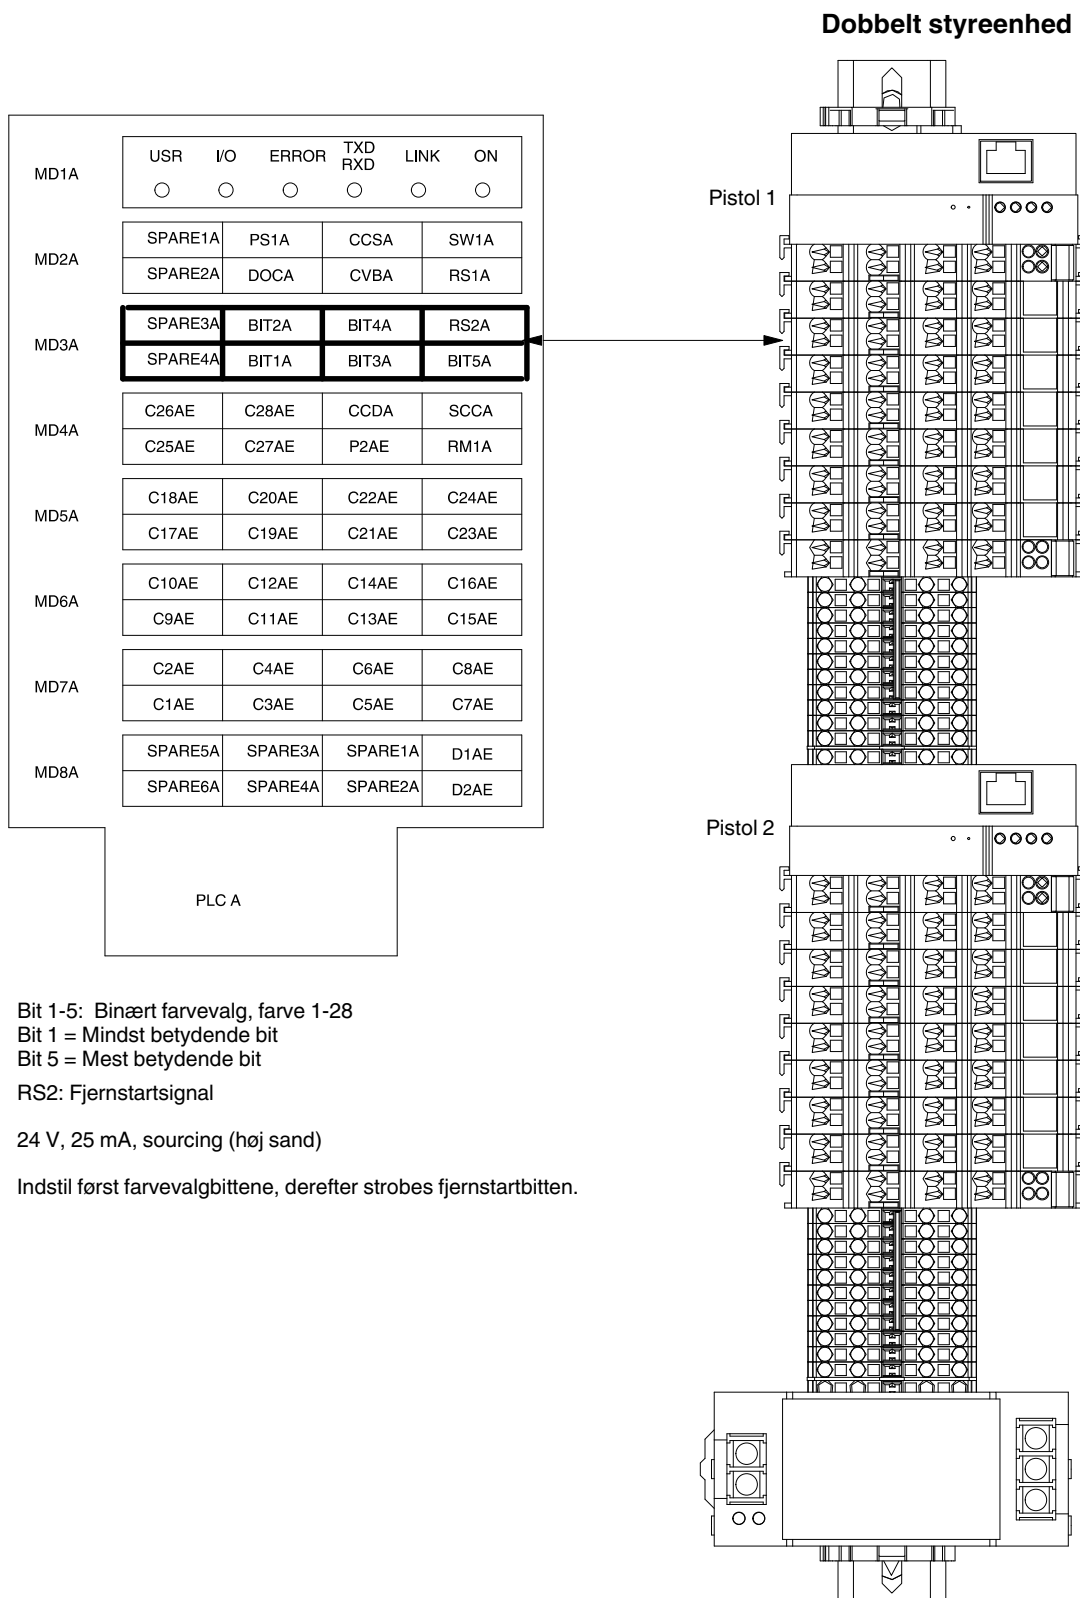 Dobbelt styreenhed
MD1A
USR I/O ERROR TXD RXD LINK ON
MD2A
SPARE1A PS1A CCSA SW1A
SPARE2A DOCA CVBA RS1A
MD3A
SPARE3A BIT2A BIT4A RS2A
SPARE4A BIT1A BIT3A BIT5A
MD4A
C26AE C28AE CCDA SCCA
C25AE C27AE P2AE RM1A
MD5A
C18AE C20AE C22AE C24AE
C17AE C19AE C21AE C23AE
MD6A
C10AE C12AE C14AE C16AE
C9AE C11AE C13AE C15AE
MD7A
C2AE C4AE C6AE C8AE
C1AE C3AE C5AE C7AE
MD8A
SPARE5A SPARE3A SPARE1A D1AE
SPARE6A SPARE4A SPARE2A D2AE
PLC A
Pistol 1
Pistol 2
Bit 1-5: Binært farvevalg, farve 1-28
Bit 1 = Mindst betydende bit
Bit 5 = Mest betydende bit
RS2: Fjernstartsignal
24 V, 25 mA, sourcing (høj sand)
Indstil først farvevalgbittene, derefter strobes fjernstartbitten.